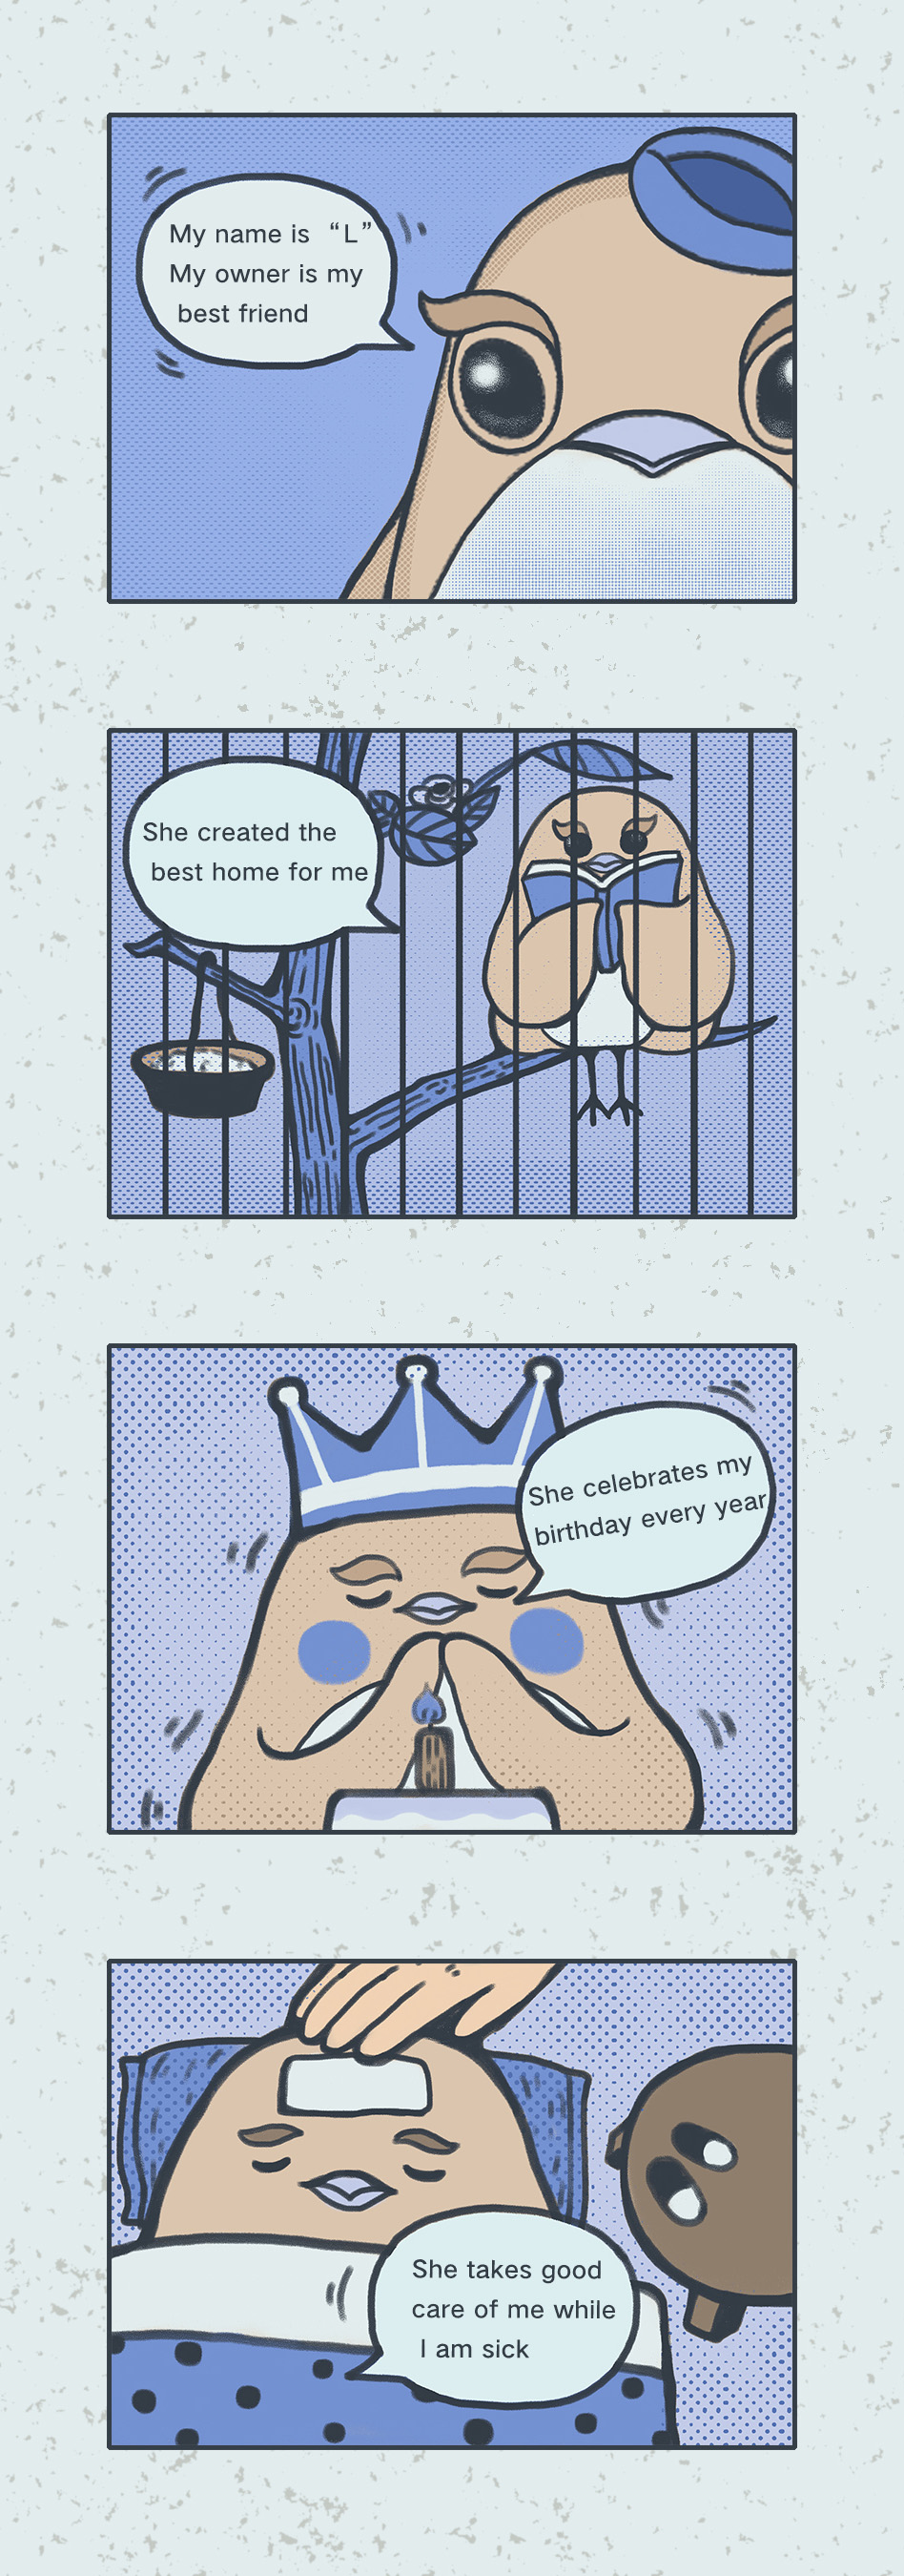 My name is “L”
My owner is my
best friend
She created the
best home for me
She celebrates my
birthday every year
She takes good
care of me while
I am sick